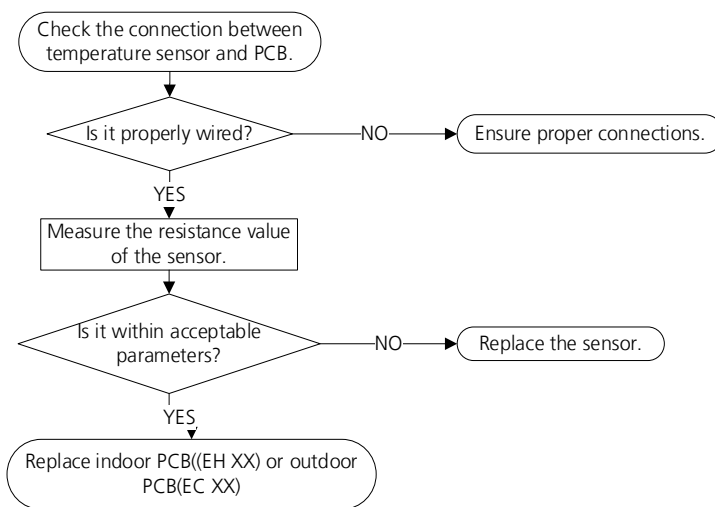 Check the connection between
temperature sensor and PCB.
Is it properly wired?
NO
Ensure proper connections.
YES
Measure the resistance value
of the sensor.
Is it within acceptable
parameters?
NO
Replace the sensor.
YES
Replace indoor PCB((EH XX) or outdoor
PCB(EC XX)